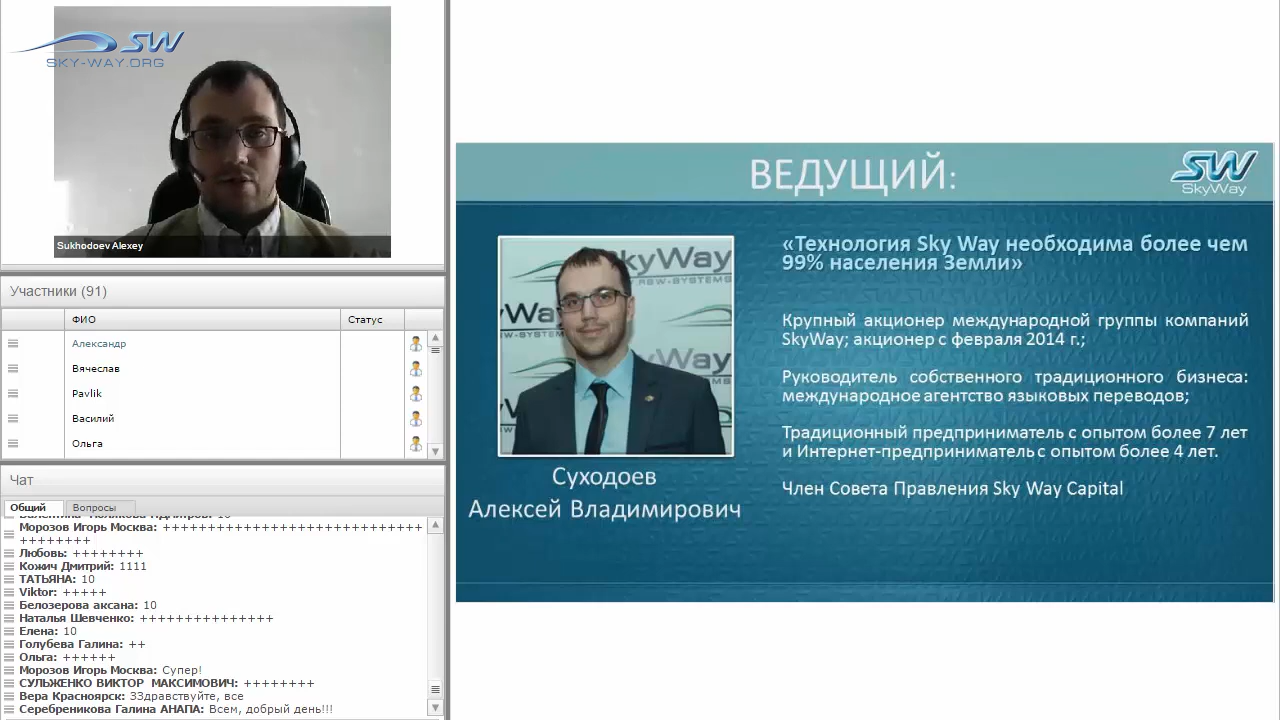 SW
SKY-WAY.ORG
Sukhodoev Alexey
Участники (91)
ФИО
Статус
Александр
Вячеслав
Pavlik
Василий
Ольга
Чат
Общий
Вопросы
Морозов Игорь Москва: ++++++++++++++++++++++++++++++
++++++++
Любовь: ++++++++
Кожич Дмитрий: 1111
ТАТЬЯНА: 10
Viktor: +++++
Белозерова аксана: 10
Наталья Шевченко: +++++++++++++++
Елена: 10
Голубева Галина: ++
Ольга: ++++++
Морозов Игорь Москва: Супер!
СУЛЬЖЕНКО ВИКТОР МАКСИМОВИЧ: ++++++++
Вера Красноярск: ЗЗдравствуйте, все
Серебреникова Галина АНАПА: Всем, добрый день!!!
ВЕДУЩИЙ:
SW
SkyWay
«Технология Sky Way необходима более чем
99% населения Земли»
Крупный акционер международной группы компаний
SkyWay; акционер с февраля 2014 г.;
Руководитель собственного традиционного бизнеса:
международное агентство языковых переводов;
Традиционный предприниматель с опытом более 7 лет
и Интернет-предприниматель с опытом более 4 лет.
Член Совета Правления Sky Way Capital
Суходоев
Алексей Владимирович